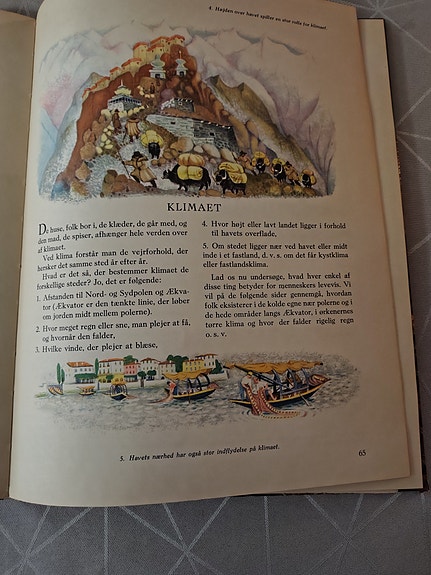 4. Højden over havet spiller en stor rolle for klimaet.
KLIMAET
De huse, folk bor i, de klæder, de går med, og
den mad, de spiser, afhænger hele verden over
af klimaet.
Ved klima forstår man de vejrforhold, der
hersker det samme sted år efter år.
Hvad er det så, der bestemmer klimaet de
forskellige steder? Jo, det er følgende:
1. Afstanden til Nord- og Sydpolen og Ækva-
tor (Ækvator er den tænkte linie, der løber
om jorden midt mellem polerne).
2. Hvor meget regn eller sne, man plejer at få,
og hvornår den falder,
3. Hvilke vinde, der plejer at blæse,
4. Hvor højt eller lavt landet ligger i forhold
til havets overflade,
5. Om stedet ligger nær ved havet eller midt
inde i et fastland, d. v. s. om det får kystklima
eller fastlandsklima.
Lad os nu undersøge, hvad hver enkel af
disse ting betyder for menneskers levevis. Vi
vil på de følgende sider gennemgå, hvordan
folk eksisterer i de kolde egne nær polerne og i
de hede områder langs Ækvator, i ørkenernes
tørre klima og hvor der falder rigelig regn
o. s. v.
5. Havets nærhed har også stor indflydelse på klimaet.
65